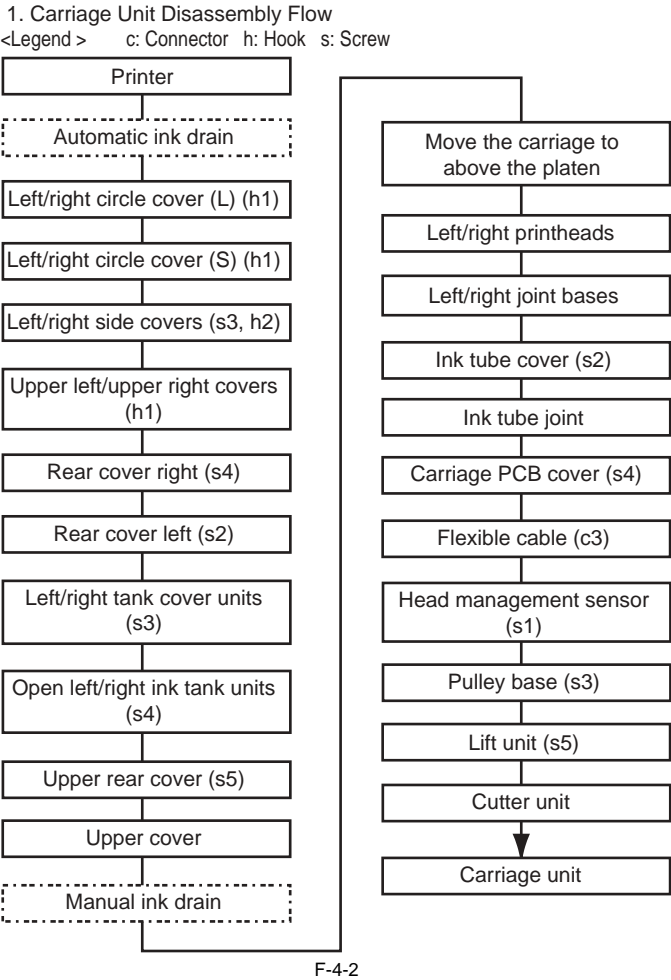 1. Carriage Unit Disassembly Flow
<Legend > c: Connector h: Hook s: Screw
Printer
Automatic ink drain
Left/right circle cover (L) (h1)
Left/right circle cover (S) (h1)
Left/right side covers (s3, h2)
Upper left/upper right covers
(h1)
Rear cover right (s4)
Rear cover left (s2)
Left/right tank cover units
(s3)
Open left/right ink tank units
(s4)
Upper rear cover (s5)
Upper cover
Manual ink drain
Move the carriage to
above the platen
Left/right printheads
Left/right joint bases
Ink tube cover (s2)
Ink tube joint
Carriage PCB cover (s4)
Flexible cable (c3)
Head management sensor
(s1)
Pulley base (s3)
Lift unit (s5)
Cutter unit
Carriage unit
F-4-2